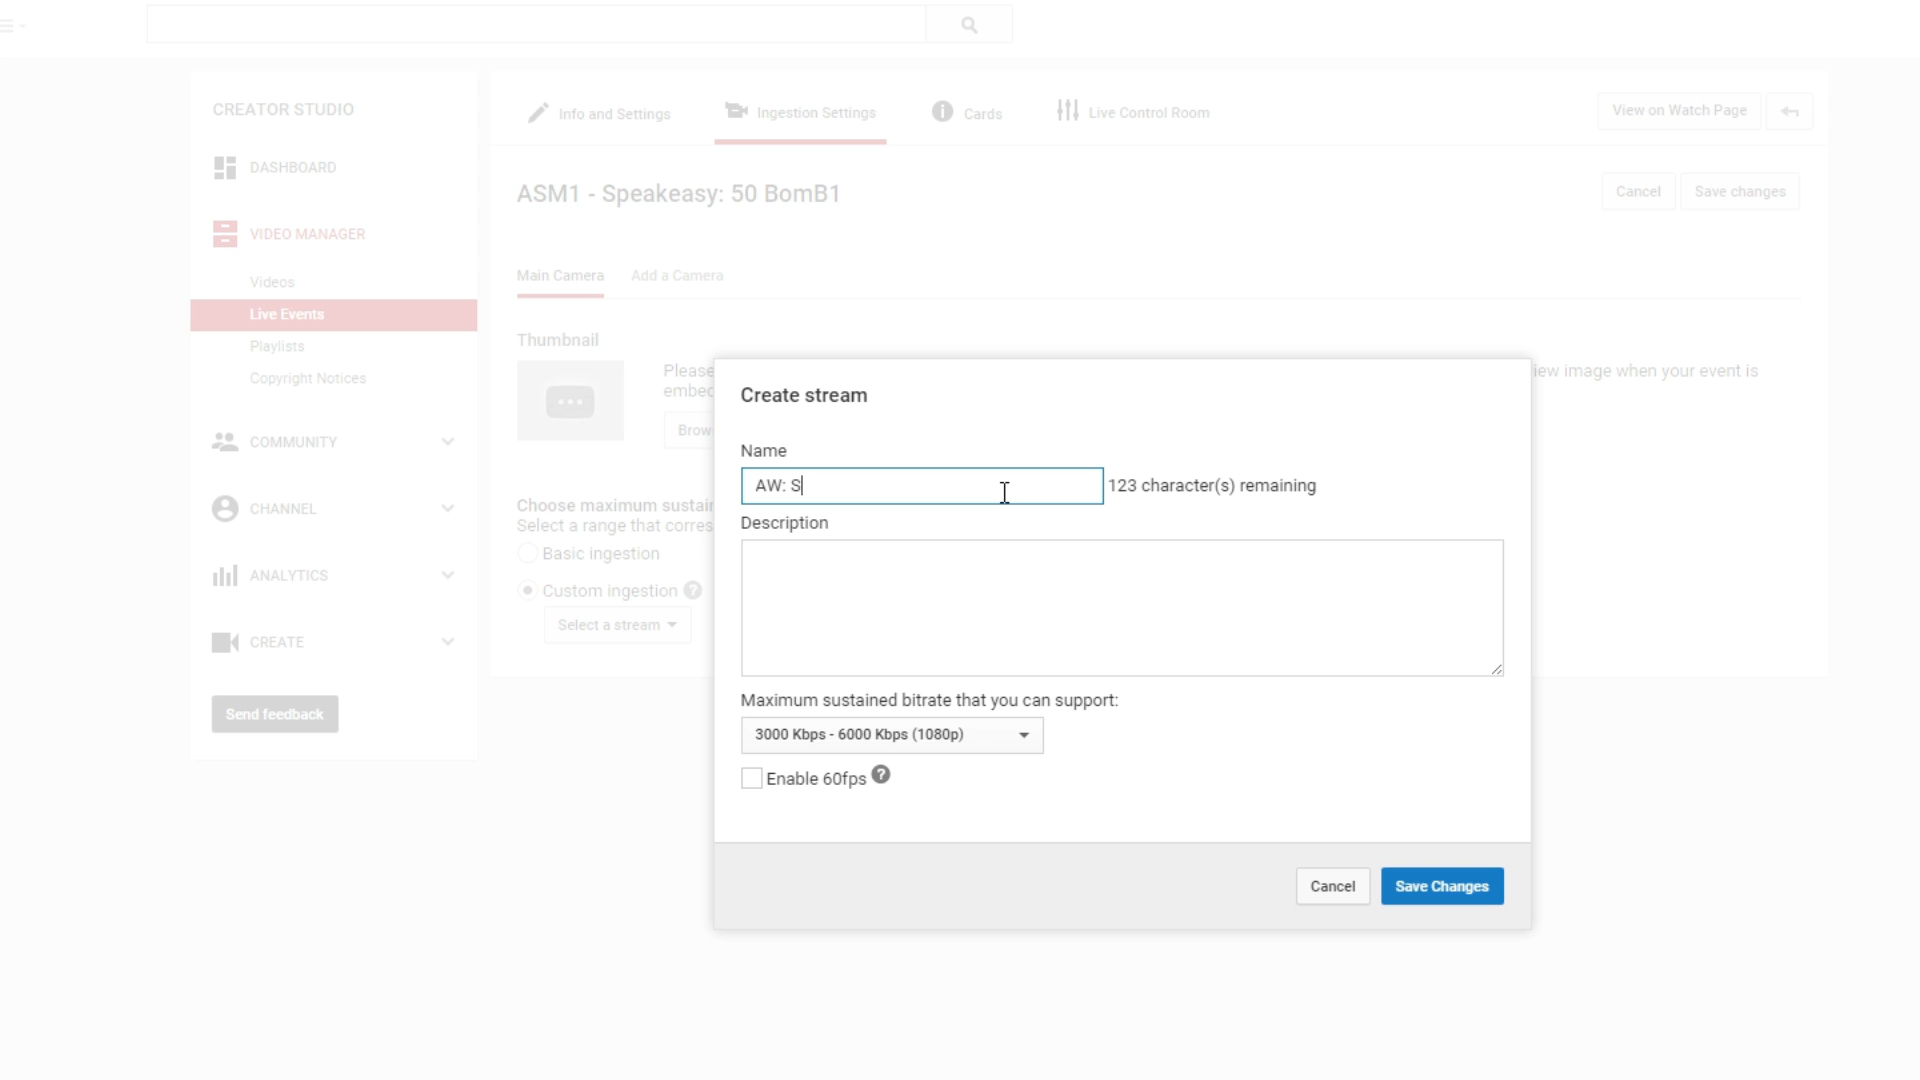 CREATOR STUDIO
DASHBOARD
VIDEO MANAGER
Videos
Live Events
Playlists
Copyright Notices
COMMUNITY
CHANNEL
ANALYTICS
CREATE
Send feedback
Info and Settings
Ingestion Settings
Cards
Live Control Room
View on Watch Page
ASM1 - Speakeasy: 50 BomB1
Cancel
Save changes
Main Camera
Add a Camera
Thumbnail
Please
iew image when your event is
embed
Brow
Choose maximum sustain
Select a range that corres
Basic ingestion
Custom ingestion ?
Select a stream
Create stream
Name
AW: S
123 character(s) remaining
Description
Maximum sustained bitrate that you can support:
3000 Kbps - 6000 Kbps (1080p)
Enable 60fps ?
Cancel
Save Changes